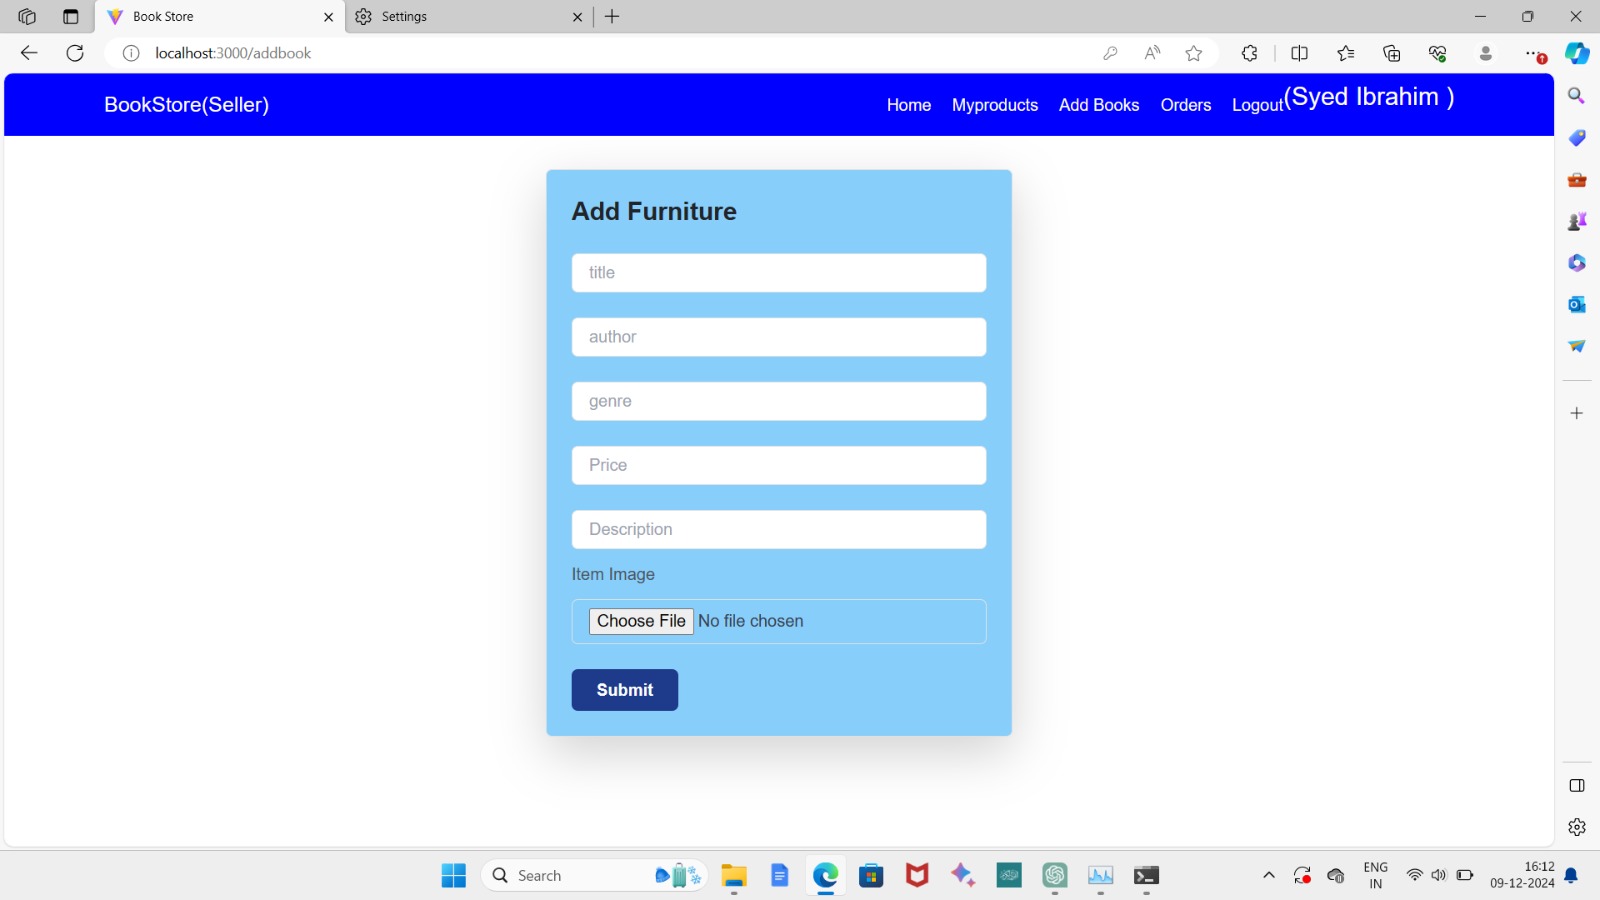 Book Store
Settings
localhost:3000/addbook
BookStore(Seller)
Home Myproducts Add Books Orders Logout(Syed Ibrahim )
Add Furniture
title
author
genre
Price
Description
Item Image
Choose File No file chosen
Submit
Search
ENG
IN
16:12
09-12-2024